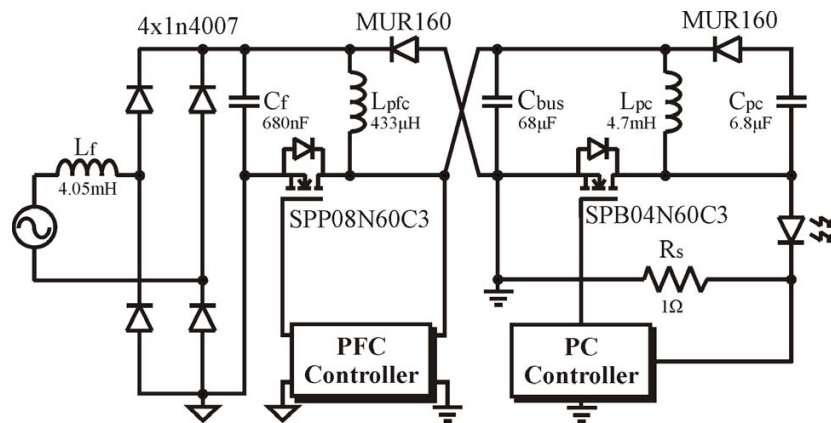 4x1n4007
MUR160
MUR160
Cf
680nF
Lpfc
433µH
Cbus
68µF
Lpc
4.7mH
Cpc
6.8µF
Lf
4.05mH
SPP08N60C3
SPB04N60C3
Rs
1Ω
PFC
Controller
PC
Controller